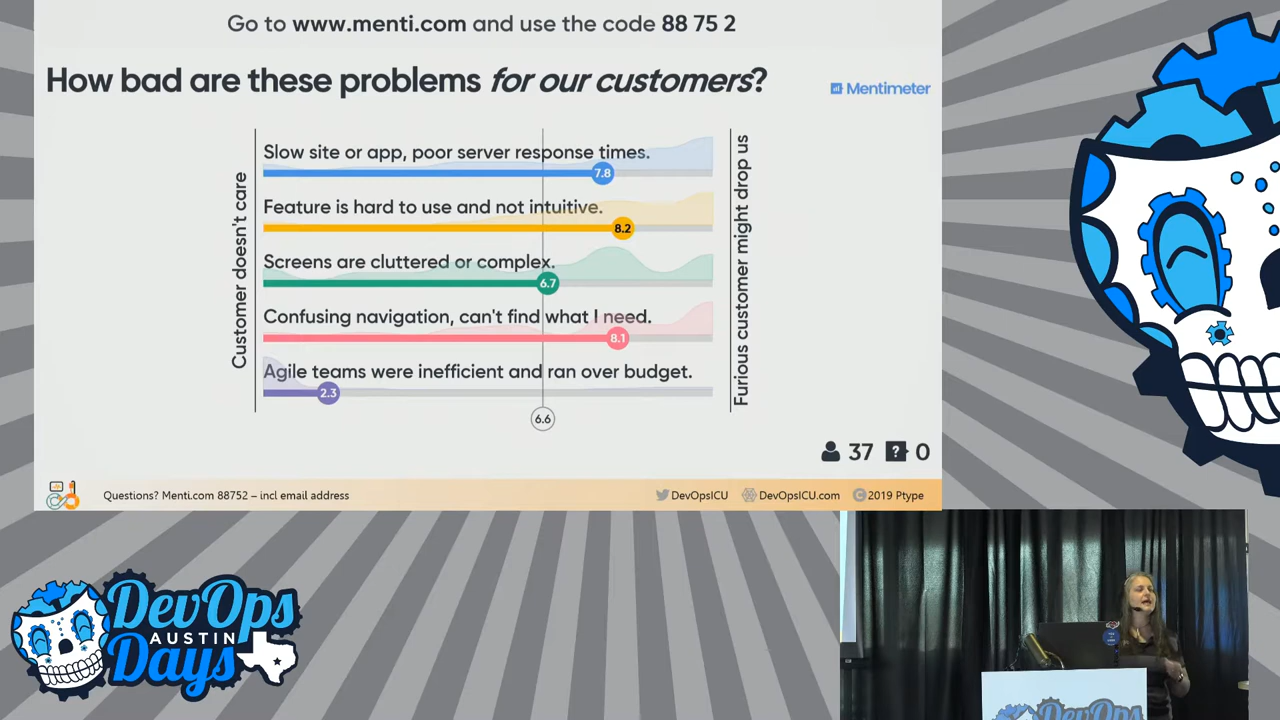 Go to www.menti.com and use the code 88 75 2
How bad are these problems for our customers?
Mentimeter
Customer doesn't care
Slow site or app, poor server response times.
7.8
Feature is hard to use and not intuitive.
8.2
Screens are cluttered or complex.
6.7
Confusing navigation, can't find what I need.
8.1
Agile teams were inefficient and ran over budget.
2.3
6.6
Furious customer might drop us
37
? 0
Questions? Menti.com 88752 – incl email address
DevOpsICU
DevOpsICU.com
© 2019 Ptype
DevOps
AUSTIN
Days
DevOps